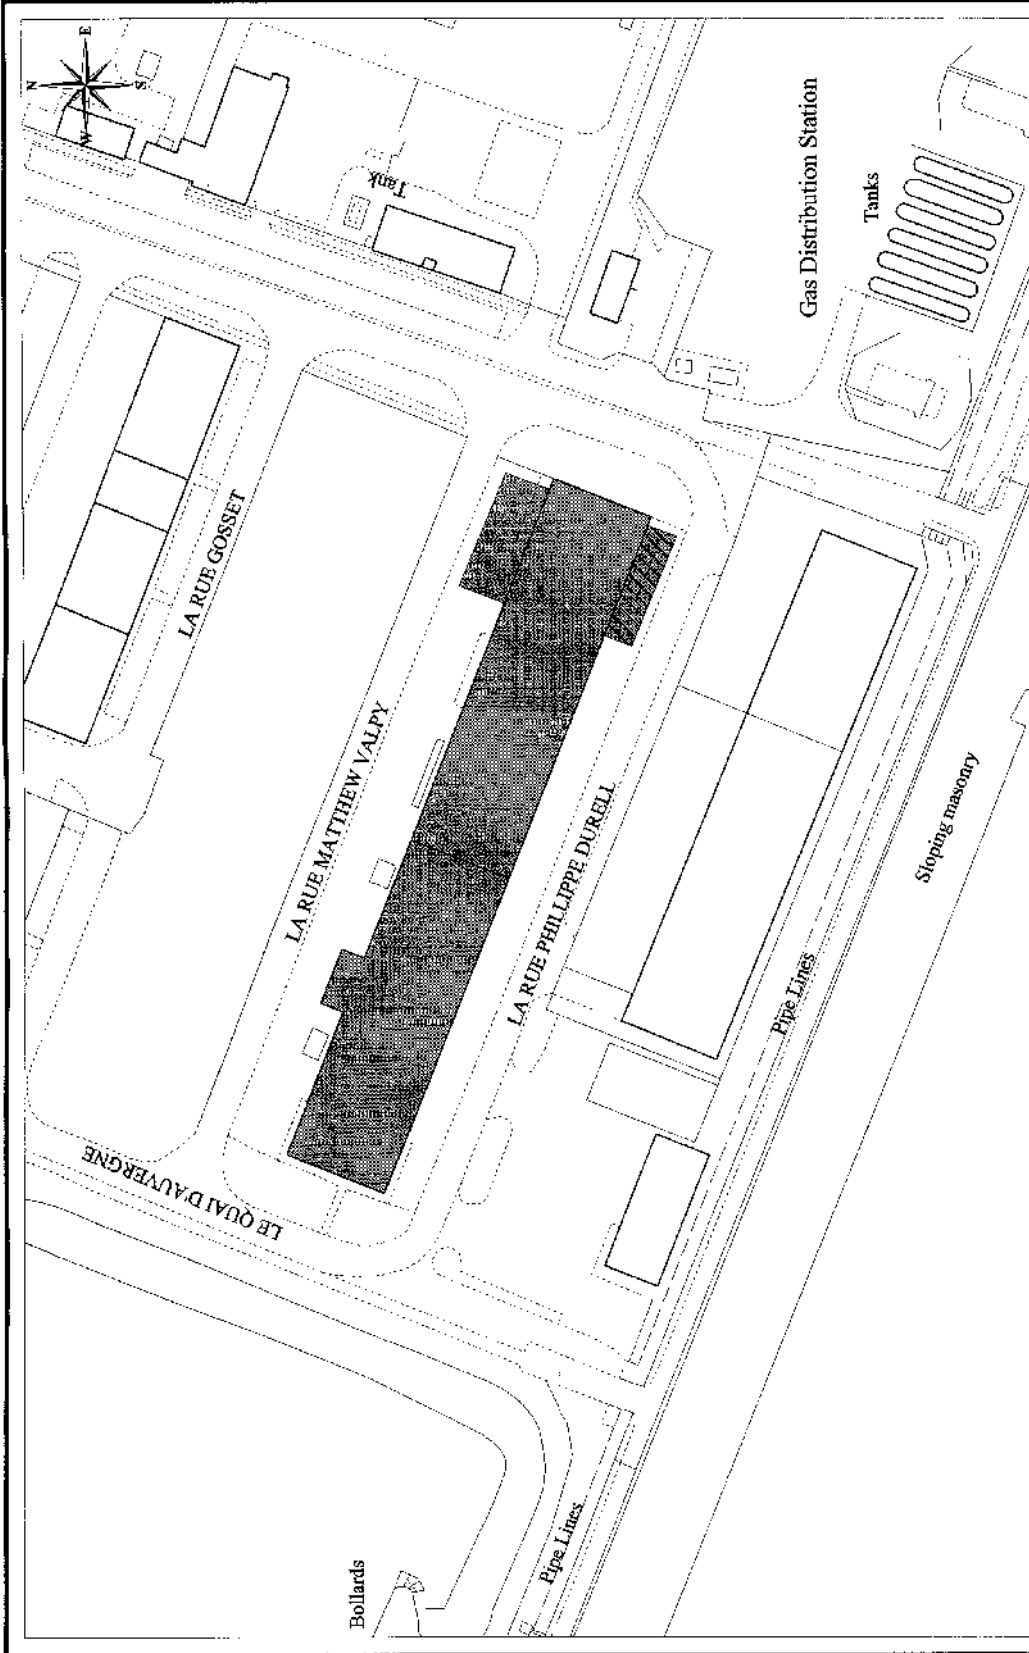 N
E
S
W
Tank
Gas Distribution Station
Tanks
LA RUE GOSSET
LA RUE MATTHEW VALPY
LA RUE PHILLIPPE DURELL
LE QUAI D'AUVERGNE
Sloping masonry
Pipe Lines
Pipe Lines
Bollards